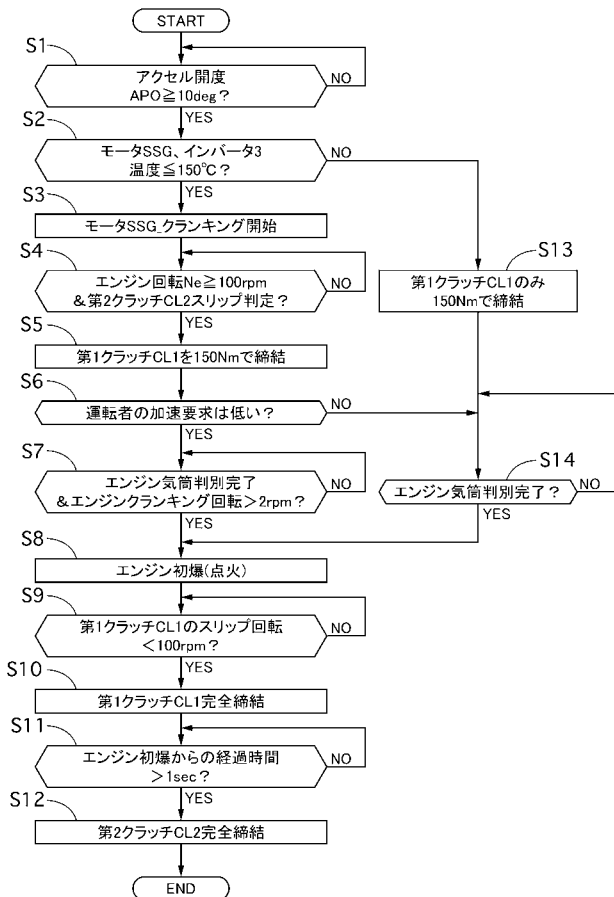 START
S1
アクセル開度
APO≧10deg？
NO
YES
S2
モータSSG、インバータ3
温度≦150℃？
NO
YES
S3
モータSSG_クランキング開始
S4
エンジン回転Ne≧100rpm
&第2クラッチCL2スリップ判定？
NO
YES
S13
第1クラッチCL1のみ
150Nmで締結
S5
第1クラッチCL1を150Nmで締結
S6
運転者の加速要求は低い？
NO
YES
S7
エンジン気筒判別完了
&エンジンクランキング回転＞2rpm？
NO
YES
S14
エンジン気筒判別完了？
NO
YES
S8
エンジン初爆(点火)
S9
第1クラッチCL1のスリップ回転
＜100rpm？
NO
YES
S10
第1クラッチCL1完全締結
S11
エンジン初爆からの経過時間
＞1sec？
NO
YES
S12
第2クラッチCL2完全締結
END